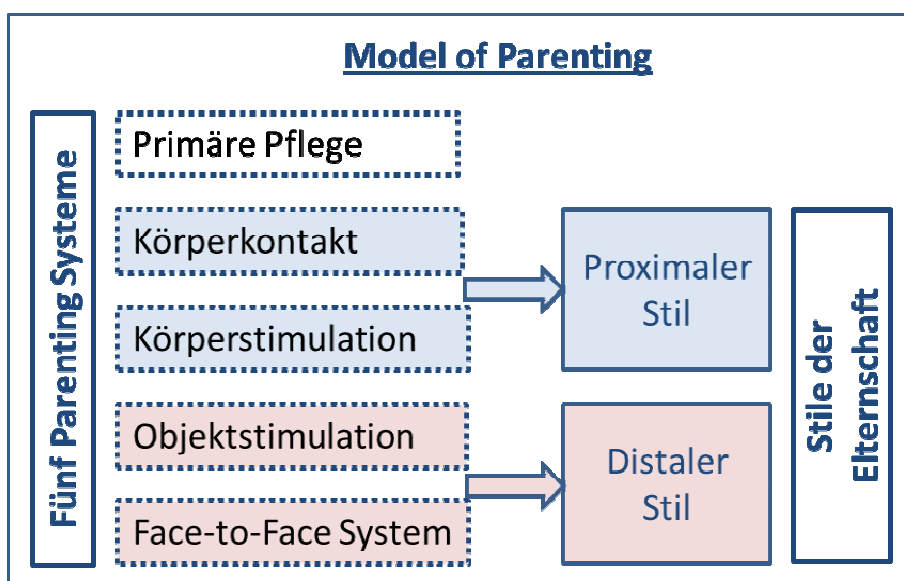 Model of Parenting
Fünf Parenting Systeme
Primäre Pflege
Körperkontakt
Körperstimulation
Objektstimulation
Face-to-Face System
Proximaler
Stil
Distaler
Stil
Stile der
Elternschaft